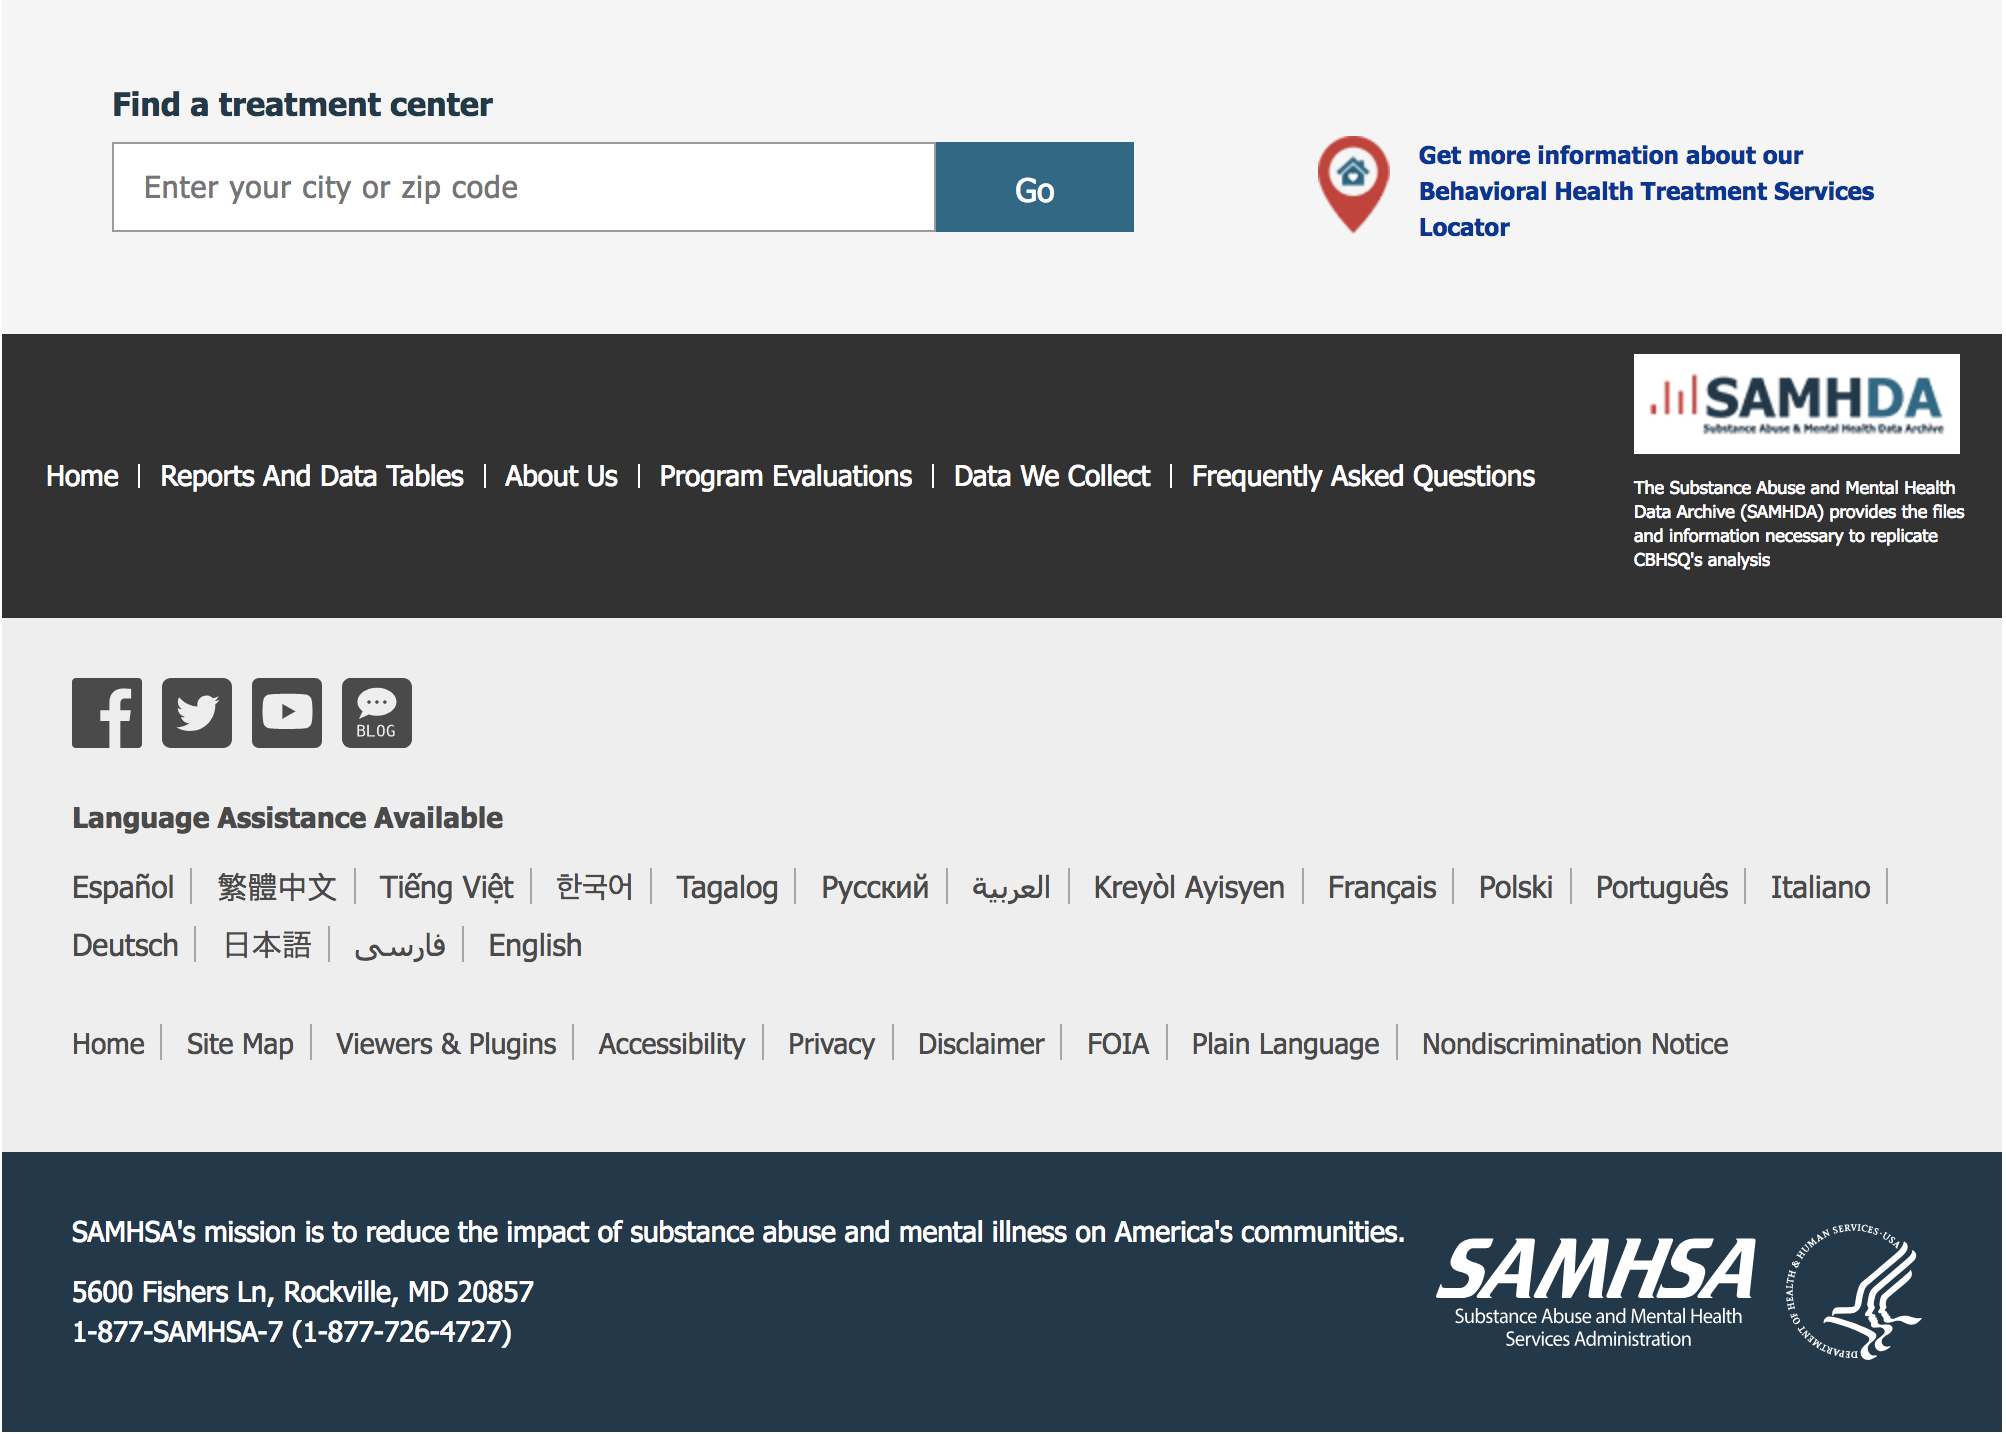 Find a treatment center
Enter your city or zip code
Go
Get more information about our
Behavioral Health Treatment Services
Locator
Home | Reports And Data Tables | About Us | Program Evaluations | Data We Collect | Frequently Asked Questions
SAMHDA
Substance Abuse & Mental Health Data Archive
The Substance Abuse and Mental Health
Data Archive (SAMHDA) provides the files
and information necessary to replicate
CBHSQ's analysis
BLOG
Language Assistance Available
Español | 繁體中文 | Tiếng Việt | 한국어 | Tagalog | Русский | العربية | Kreyòl Ayisyen | Français | Polski | Português | Italiano |
Deutsch | 日本語 | فارسی | English
Home | Site Map | Viewers & Plugins | Accessibility | Privacy | Disclaimer | FOIA | Plain Language | Nondiscrimination Notice
SAMHSA's mission is to reduce the impact of substance abuse and mental illness on America's communities.
5600 Fishers Ln, Rockville, MD 20857
1-877-SAMHSA-7 (1-877-726-4727)
SAMHSA
Substance Abuse and Mental Health
Services Administration
DEPARTMENT OF HEALTH & HUMAN SERVICES·USA